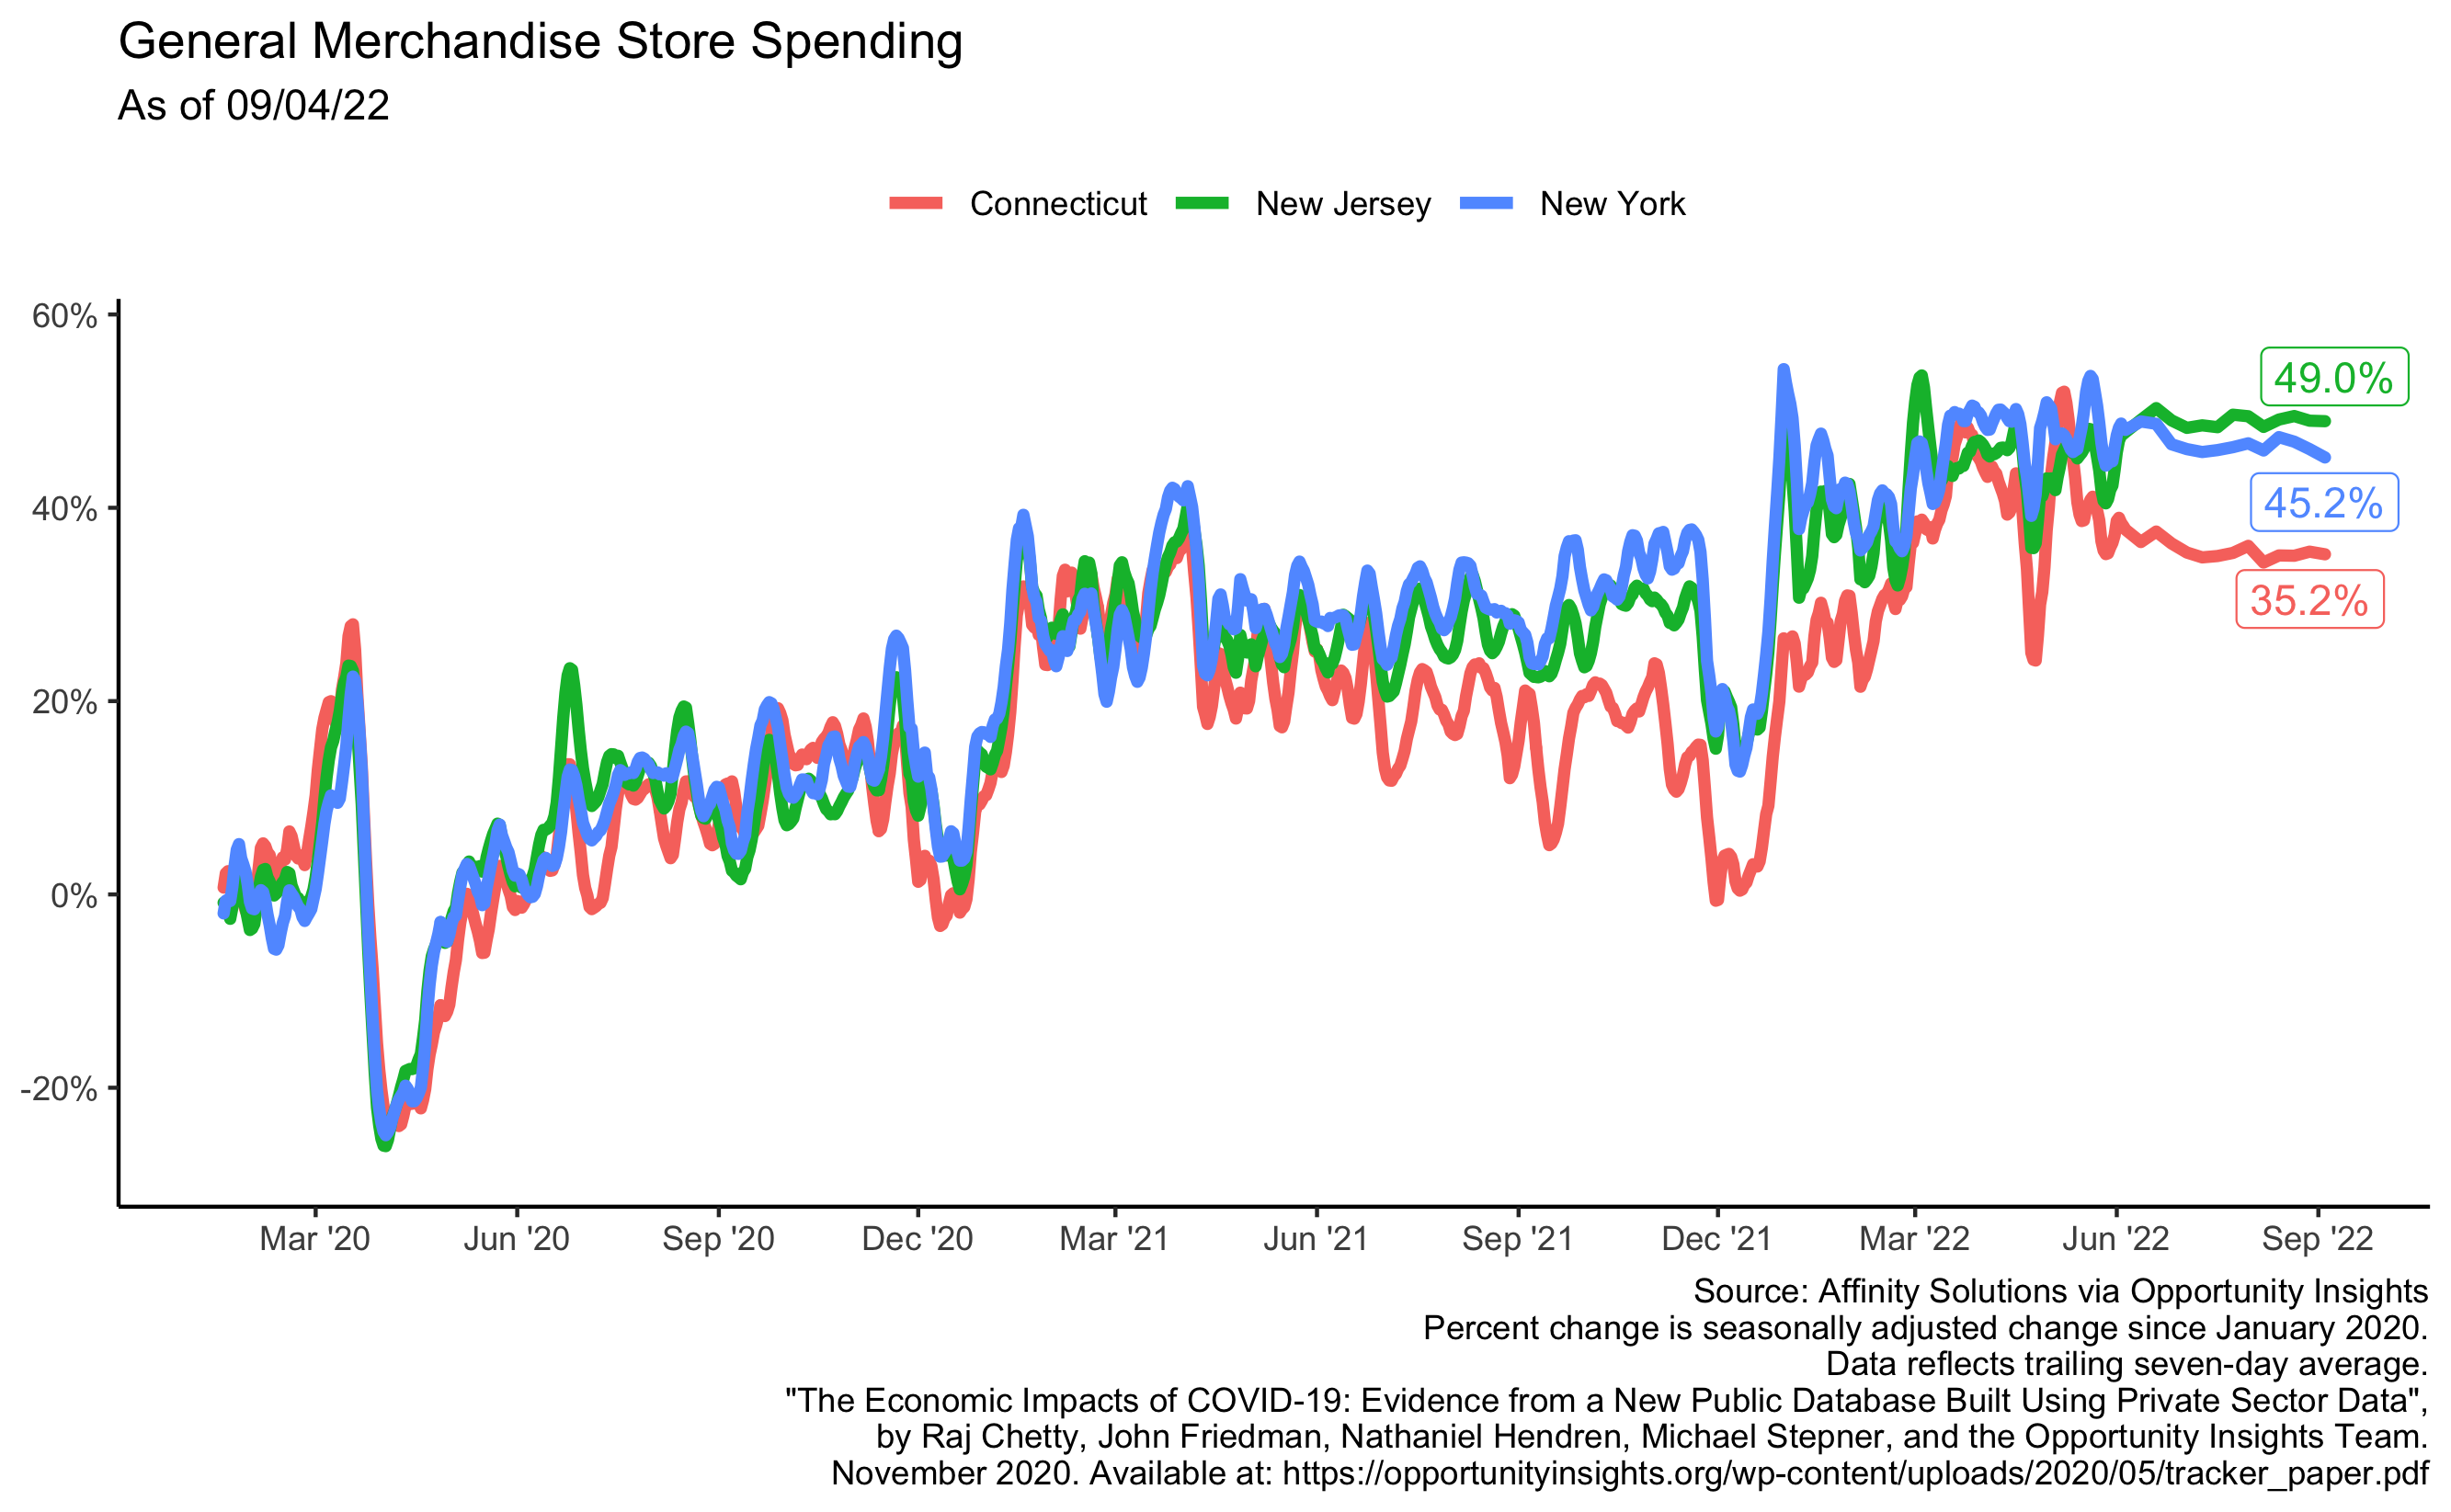 General Merchandise Store Spending
As of 09/04/22
Connecticut New Jersey New York
60%
40%
20%
0%
-20%
49.0%
45.2%
35.2%
Mar '20 Jun '20 Sep '20 Dec '20 Mar '21 Jun '21 Sep '21 Dec '21 Mar '22 Jun '22 Sep '22
Source: Affinity Solutions via Opportunity Insights
Percent change is seasonally adjusted change since January 2020.
Data reflects trailing seven-day average.
"The Economic Impacts of COVID-19: Evidence from a New Public Database Built Using Private Sector Data",
by Raj Chetty, John Friedman, Nathaniel Hendren, Michael Stepner, and the Opportunity Insights Team.
November 2020. Available at: https://opportunityinsights.org/wp-content/uploads/2020/05/tracker_paper.pdf